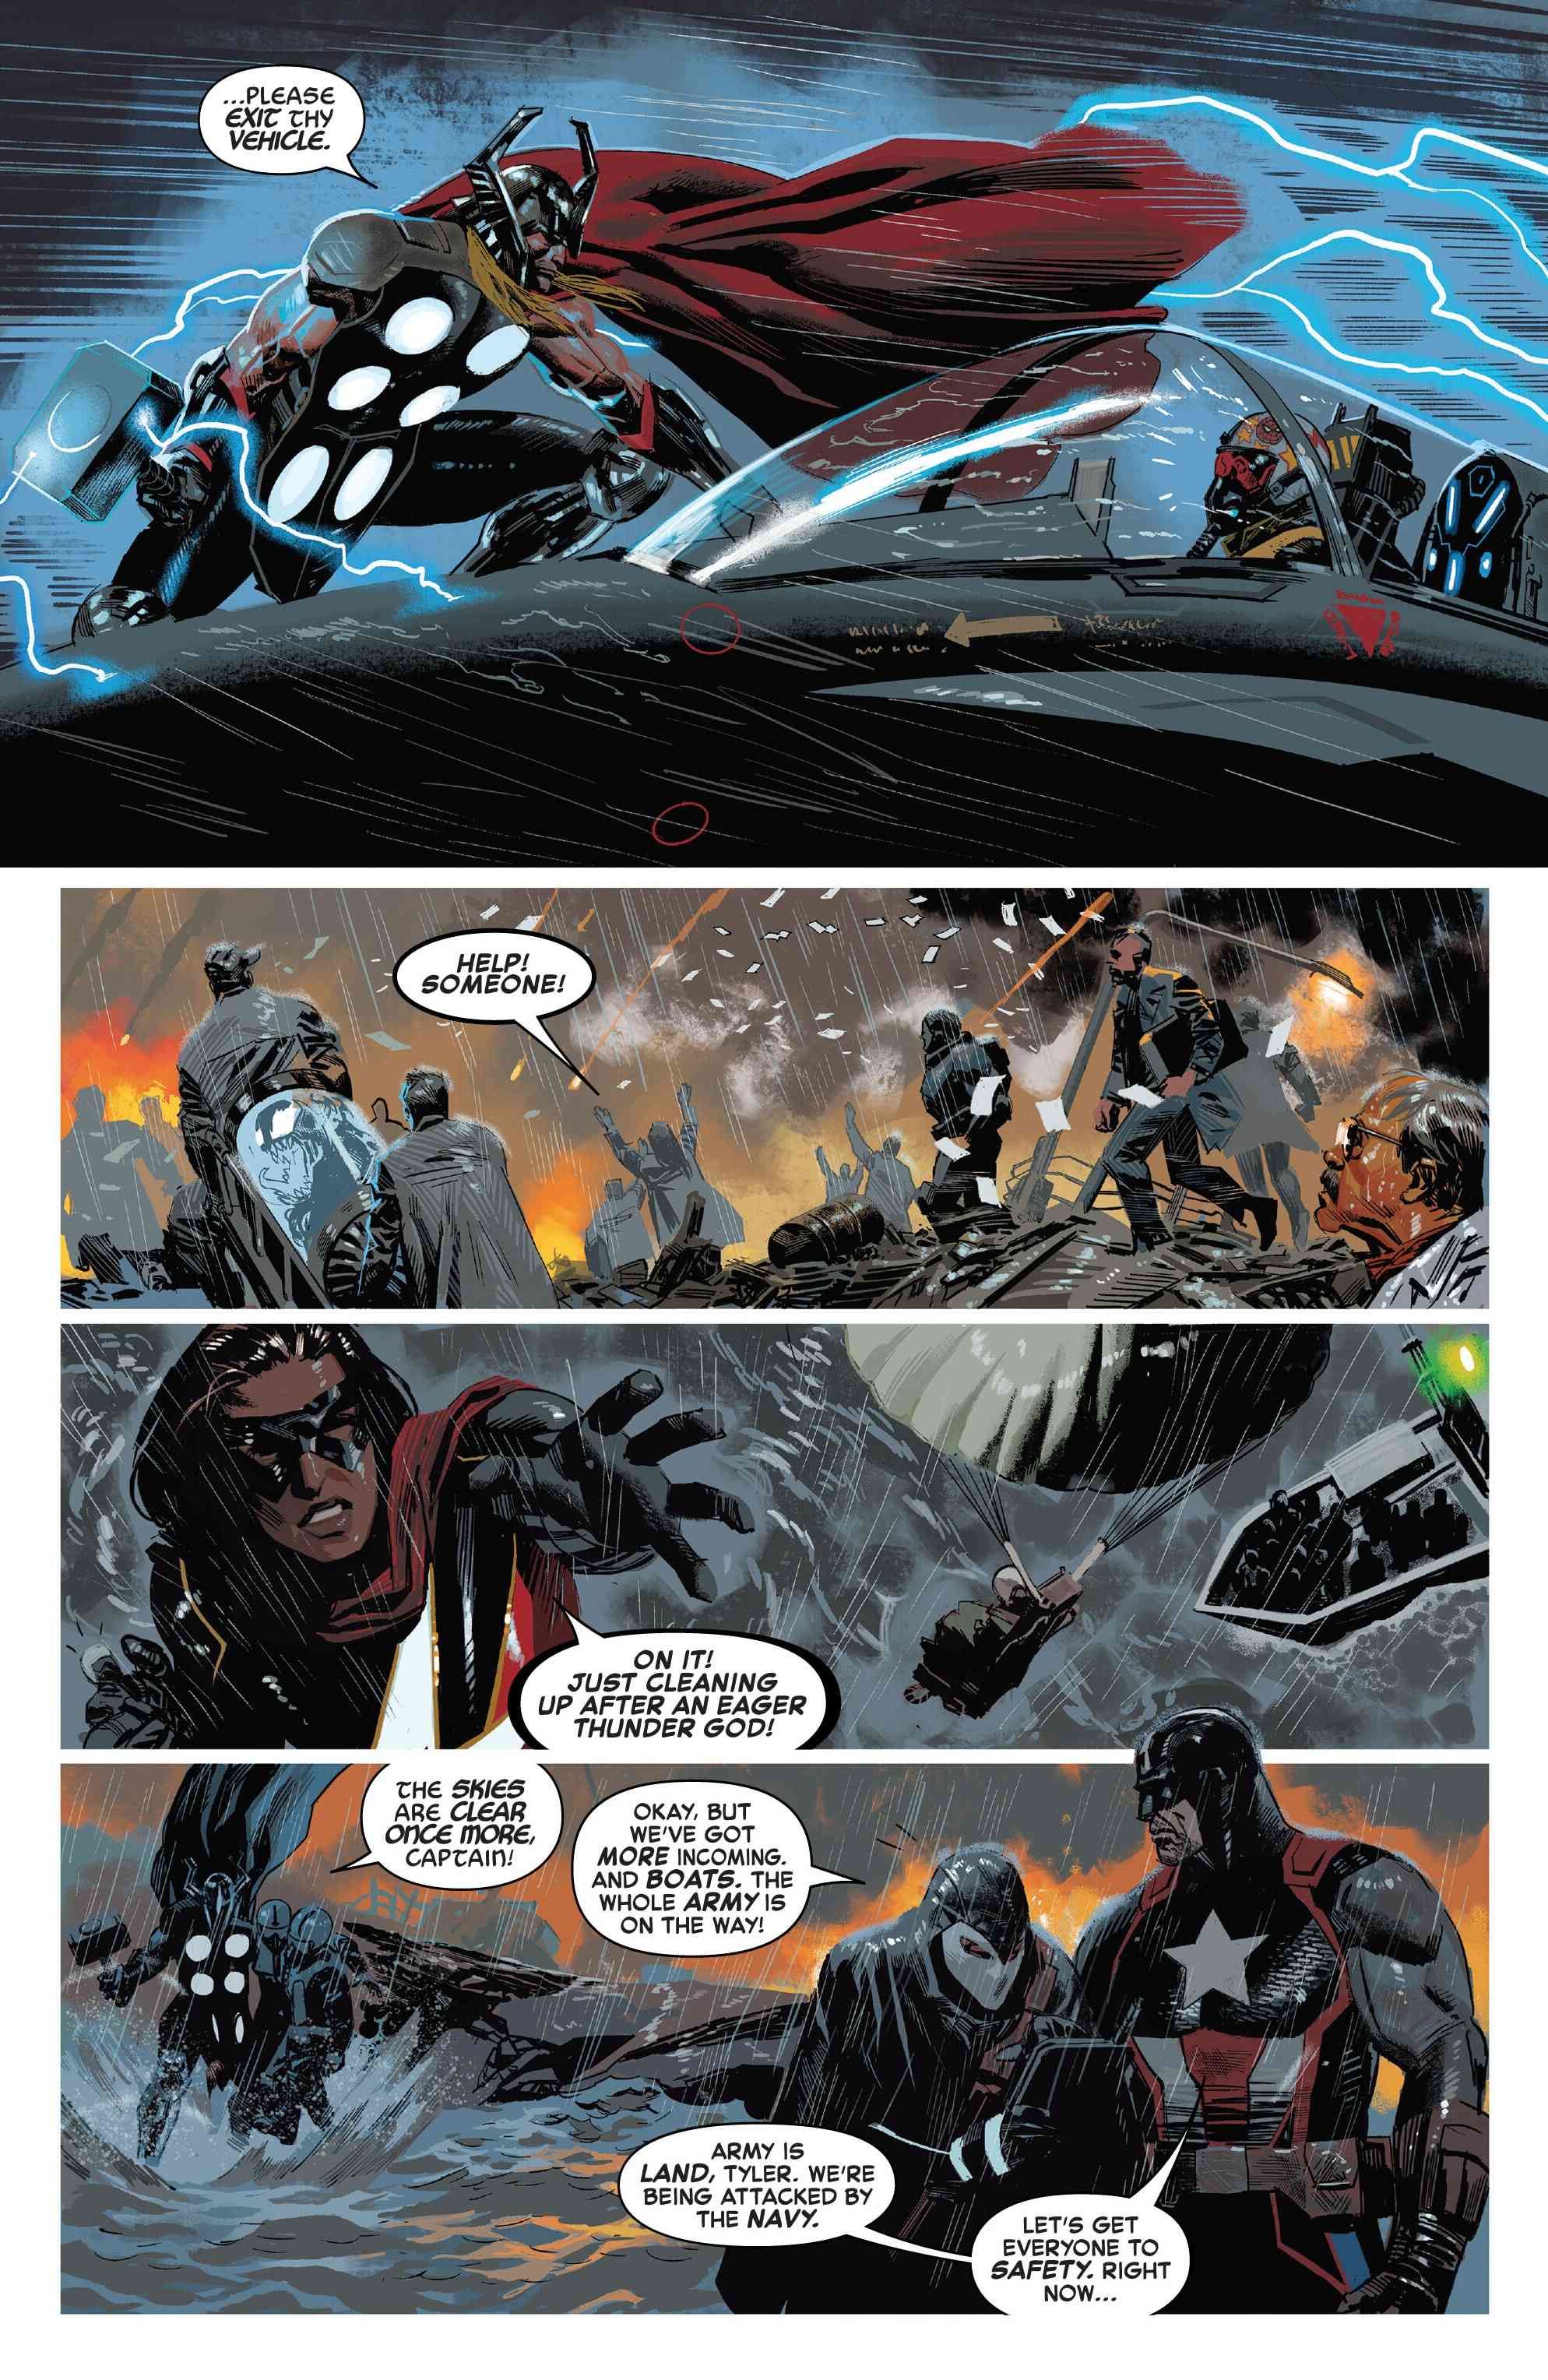 ...PLEASE
EXIT THY
VEHICLE.
HELP!
SOMEONE!
ON IT!
JUST CLEANING
UP AFTER AN EAGER
THUNDER GOD!
THE SKIES
ARE CLEAR
ONCE MORE,
CAPTAIN!
OKAY, BUT
WE'VE GOT
MORE INCOMING.
AND BOATS. THE
WHOLE ARMY IS
ON THE WAY!
ARMY IS
LAND, TYLER. WE'RE
BEING ATTACKED BY
THE NAVY.
LET'S GET
EVERYONE TO
SAFETY. RIGHT
NOW...